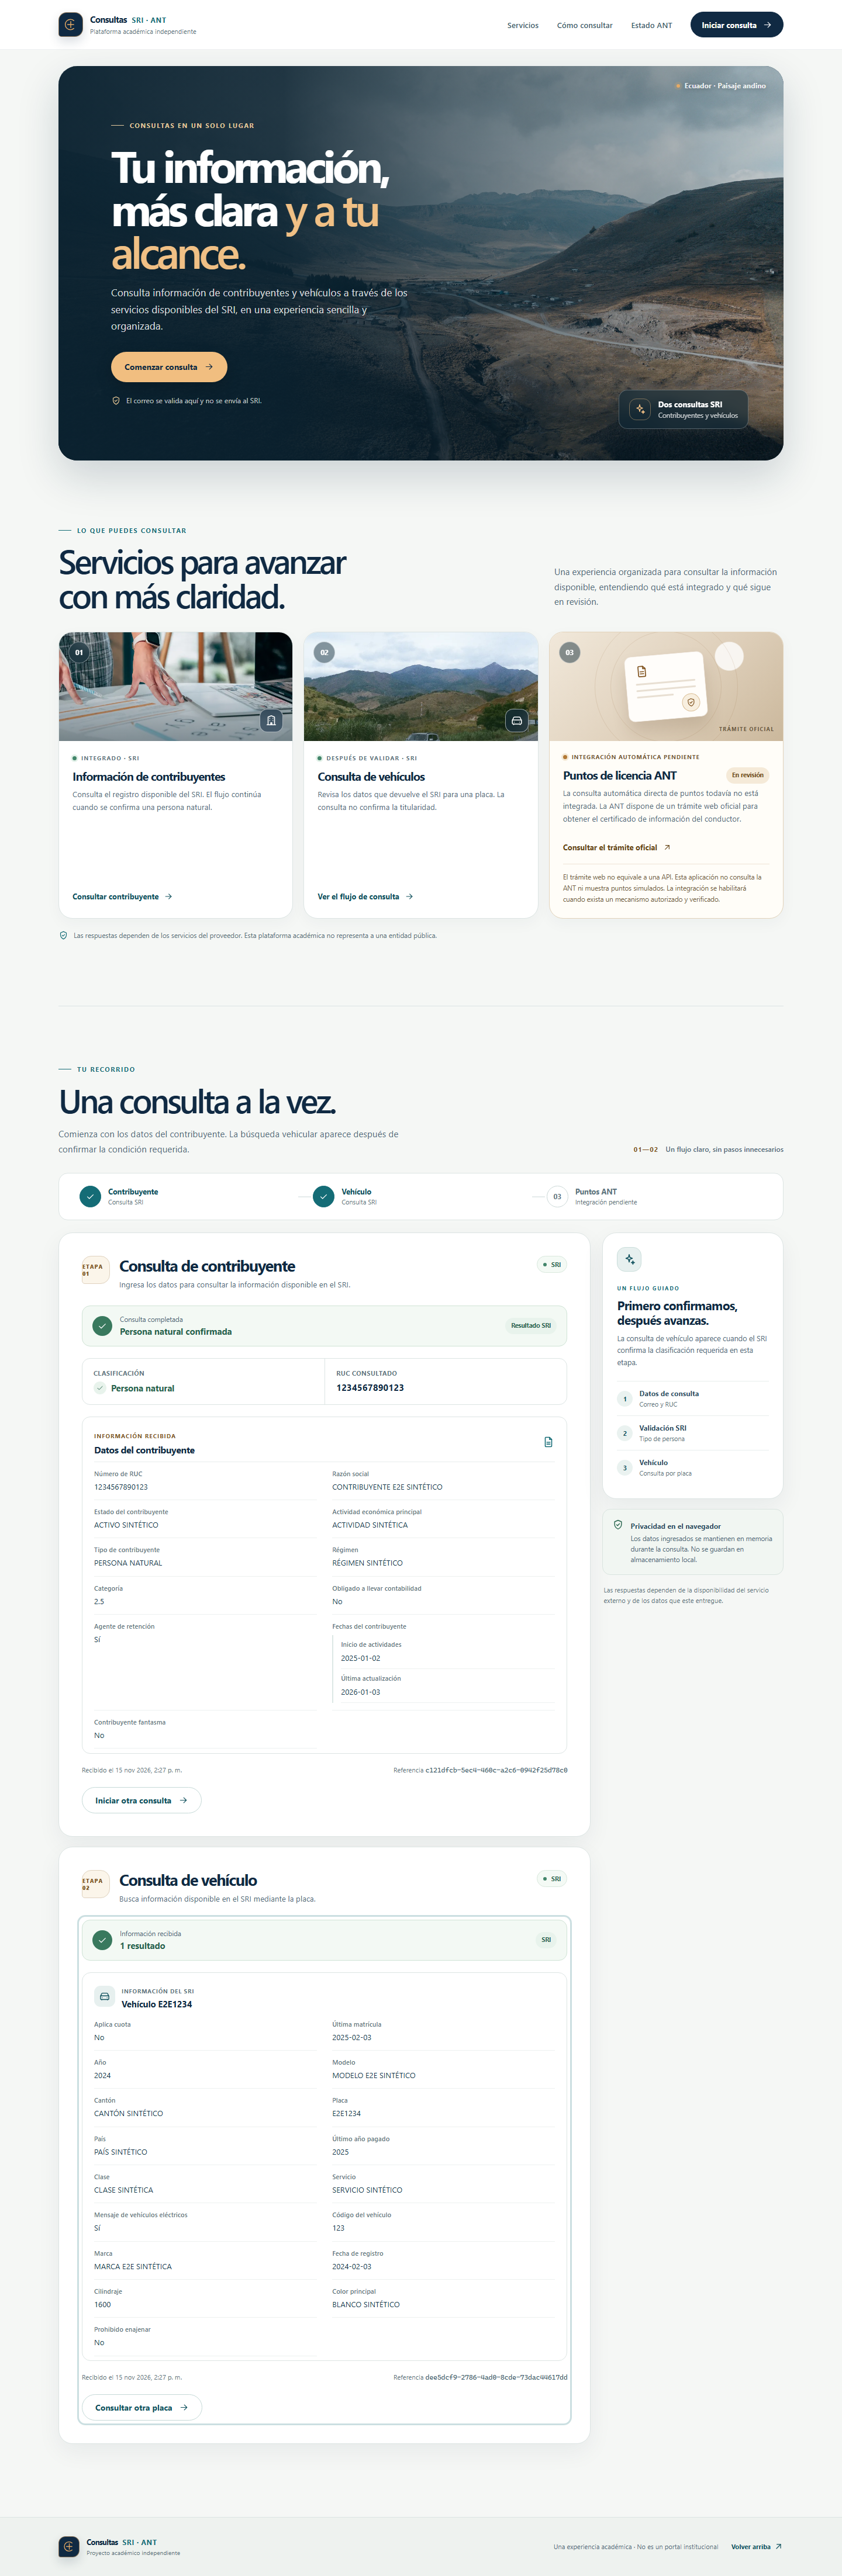 Consultas SRI · ANT
Plataforma académica independiente
Servicios
Cómo consultar
Estado ANT
Iniciar consulta
Ecuador · Paisaje andino
CONSULTAS EN UN SOLO LUGAR
Tu información,
más clara y a tu
alcance.
Consulta información de contribuyentes y vehículos a través de los
servicios disponibles del SRI, en una experiencia sencilla y
organizada.
Comenzar consulta
El correo se valida aquí y no se envía al SRI.
Dos consultas SRI
Contribuyentes y vehículos
LO QUE PUEDES CONSULTAR
Servicios para avanzar
con más claridad.
Una experiencia organizada para consultar la información
disponible, entendiendo qué está integrado y qué sigue
en revisión.
01
INTEGRADO · SRI
Información de contribuyentes
Consulta el registro disponible del SRI. El flujo continúa
cuando se confirma una persona natural.
Consultar contribuyente
02
DESPUÉS DE VALIDAR · SRI
Consulta de vehículos
Revisa los datos que devuelve el SRI para una placa. La
consulta no confirma la titularidad.
Ver el flujo de consulta
03
TRÁMITE OFICIAL
INTEGRACIÓN AUTOMÁTICA PENDIENTE
Puntos de licencia ANT
En revisión
La consulta automática directa de puntos todavía no está
integrada. La ANT dispone de un trámite web oficial para
obtener el certificado de información del conductor.
Consultar el trámite oficial
El trámite web no equivale a una API. Esta aplicación no consulta la
ANT ni muestra puntos simulados. La integración se habilitará
cuando exista un mecanismo autorizado y verificado.
Las respuestas dependen de los servicios del proveedor. Esta plataforma académica no representa a una entidad pública.
TU RECORRIDO
Una consulta a la vez.
Comienza con los datos del contribuyente. La búsqueda vehicular aparece después de
confirmar la condición requerida.
01—02 Un flujo claro, sin pasos innecesarios
Contribuyente
Consulta SRI
Vehículo
Consulta SRI
03
Puntos ANT
Integración pendiente
ETAPA
01
Consulta de contribuyente
Ingresa los datos para consultar la información disponible en el SRI.
SRI
Consulta completada
Persona natural confirmada
Resultado SRI
CLASIFICACIÓN
Persona natural
RUC CONSULTADO
1234567890123
INFORMACIÓN RECIBIDA
Datos del contribuyente
Número de RUC
1234567890123
Razón social
CONTRIBUYENTE E2E SINTÉTICO
Estado del contribuyente
ACTIVO SINTÉTICO
Actividad económica principal
ACTIVIDAD SINTÉTICA
Tipo de contribuyente
PERSONA NATURAL
Régimen
RÉGIMEN SINTÉTICO
Categoría
2.5
Obligado a llevar contabilidad
No
Agente de retención
Sí
Fechas del contribuyente
Inicio de actividades
2025-01-02
Última actualización
2026-01-03
Contribuyente fantasma
No
Recibido el 15 nov 2026, 2:27 p. m.
Referencia c121dfcb-5ec4-460c-a2c6-0942f25d78c0
Iniciar otra consulta
UN FLUJO GUIADO
Primero confirmamos,
después avanzas.
La consulta de vehículo aparece cuando el SRI
confirma la clasificación requerida en esta
etapa.
1
Datos de consulta
Correo y RUC
2
Validación SRI
Tipo de persona
3
Vehículo
Consulta por placa
Privacidad en el navegador
Los datos ingresados se mantienen en memoria
durante la consulta. No se guardan en
almacenamiento local.
Las respuestas dependen de la disponibilidad del servicio
externo y de los datos que este entregue.
ETAPA
02
Consulta de vehículo
Busca información disponible en el SRI mediante la placa.
SRI
Información recibida
1 resultado
SRI
INFORMACIÓN DEL SRI
Vehículo E2E1234
Aplica cuota
No
Última matrícula
2025-02-03
Año
2024
Modelo
MODELO E2E SINTÉTICO
Cantón
CANTÓN SINTÉTICO
Placa
E2E1234
País
PAÍS SINTÉTICO
Último año pagado
2025
Clase
CLASE SINTÉTICA
Servicio
SERVICIO SINTÉTICO
Mensaje de vehículos eléctricos
Sí
Código del vehículo
123
Marca
MARCA E2E SINTÉTICA
Fecha de registro
2024-02-03
Cilindraje
1600
Color principal
BLANCO SINTÉTICO
Prohibido enajenar
No
Recibido el 15 nov 2026, 2:27 p. m.
Referencia dee5dcf9-2786-4ad0-8cde-73dac44617dd
Consultar otra placa
Consultas SRI · ANT
Proyecto académico independiente
Una experiencia académica · No es un portal institucional
Volver arriba